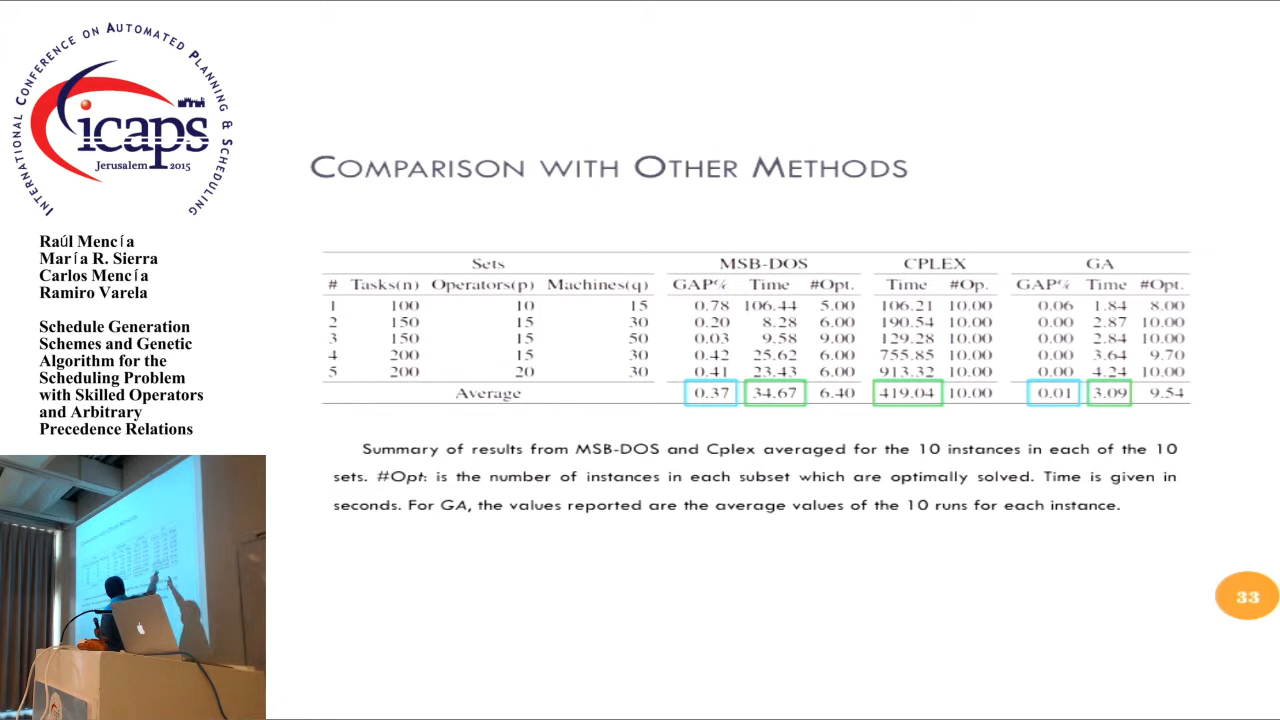 INTERNATIONAL CONFERENCE ON AUTOMATED PLANNING & SCHEDULING
icaps
Jerusalem 2015
Raúl Mencía
María R. Sierra
Carlos Mencía
Ramiro Varela
Schedule Generation
Schemes and Genetic
Algorithm for the
Scheduling Problem
with Skilled Operators
and Arbitrary
Precedence Relations
COMPARISON WITH OTHER METHODS
Sets MSB-DOS CPLEX GA
# Tasks(n) Operators(p) Machines(q) GAP% Time #Opt. Time #Op. GAP% Time #Opt.
1 100 10 15 0.78 106.44 5.00 106.21 10.00 0.06 1.84 8.00
2 150 15 30 0.20 8.28 6.00 190.54 10.00 0.00 2.87 10.00
3 150 15 50 0.03 9.58 9.00 129.28 10.00 0.00 2.84 10.00
4 200 15 30 0.42 25.62 6.00 755.85 10.00 0.00 3.64 9.70
5 200 20 30 0.41 23.43 6.00 913.32 10.00 0.00 4.24 10.00
Average 0.37 34.67 6.40 419.04 10.00 0.01 3.09 9.54
Summary of results from MSB-DOS and Cplex averaged for the 10 instances in each of the 10
sets. #Opt: is the number of instances in each subset which are optimally solved. Time is given in
seconds. For GA, the values reported are the average values of the 10 runs for each instance.
33